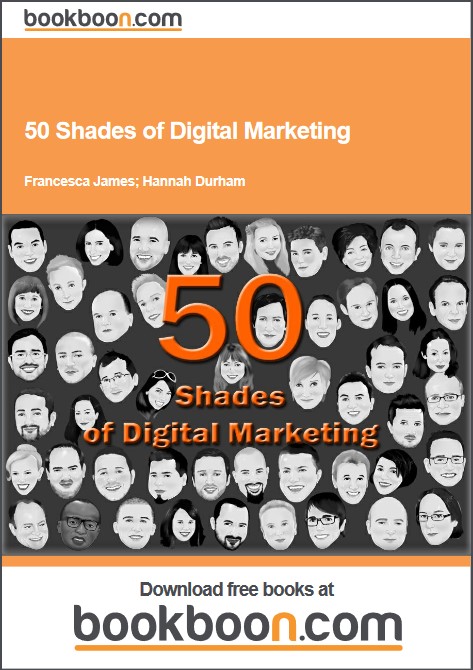 bookboon.com
50 Shades of Digital Marketing
Francesca James; Hannah Durham
50
Shades
of Digital Marketing
Download free books at
bookboon.com